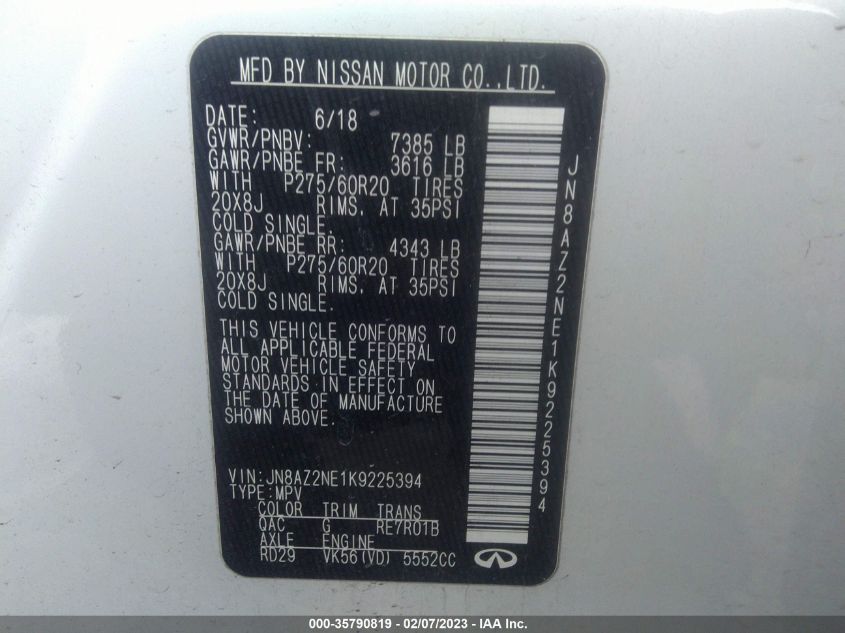 MFD BY NISSAN MOTOR CO.,LTD.
DATE: 6/18
GVWR/PNBV: 7385 LB
GAWR/PNBE FR: 3616 LB
WITH P275/60R20 TIRES
20X8J RIMS, AT 35PSI
COLD SINGLE.
GAWR/PNBE RR: 4343 LB
WITH P275/60R20 TIRES
20X8J RIMS, AT 35PSI
COLD SINGLE.
THIS VEHICLE CONFORMS TO
ALL APPLICABLE FEDERAL
MOTOR VEHICLE SAFETY
STANDARDS IN EFFECT ON
THE DATE OF MANUFACTURE
SHOWN ABOVE.
VIN:JN8AZ2NE1K9225394
TYPE:MPV
COLOR TRIM TRANS
QAC G RE7R01B
AXLE ENGINE
RD29 VK56(VD) 5552CC
JN8AZ2NE1K9225394
000-35790819 - 02/07/2023 - IAA Inc.